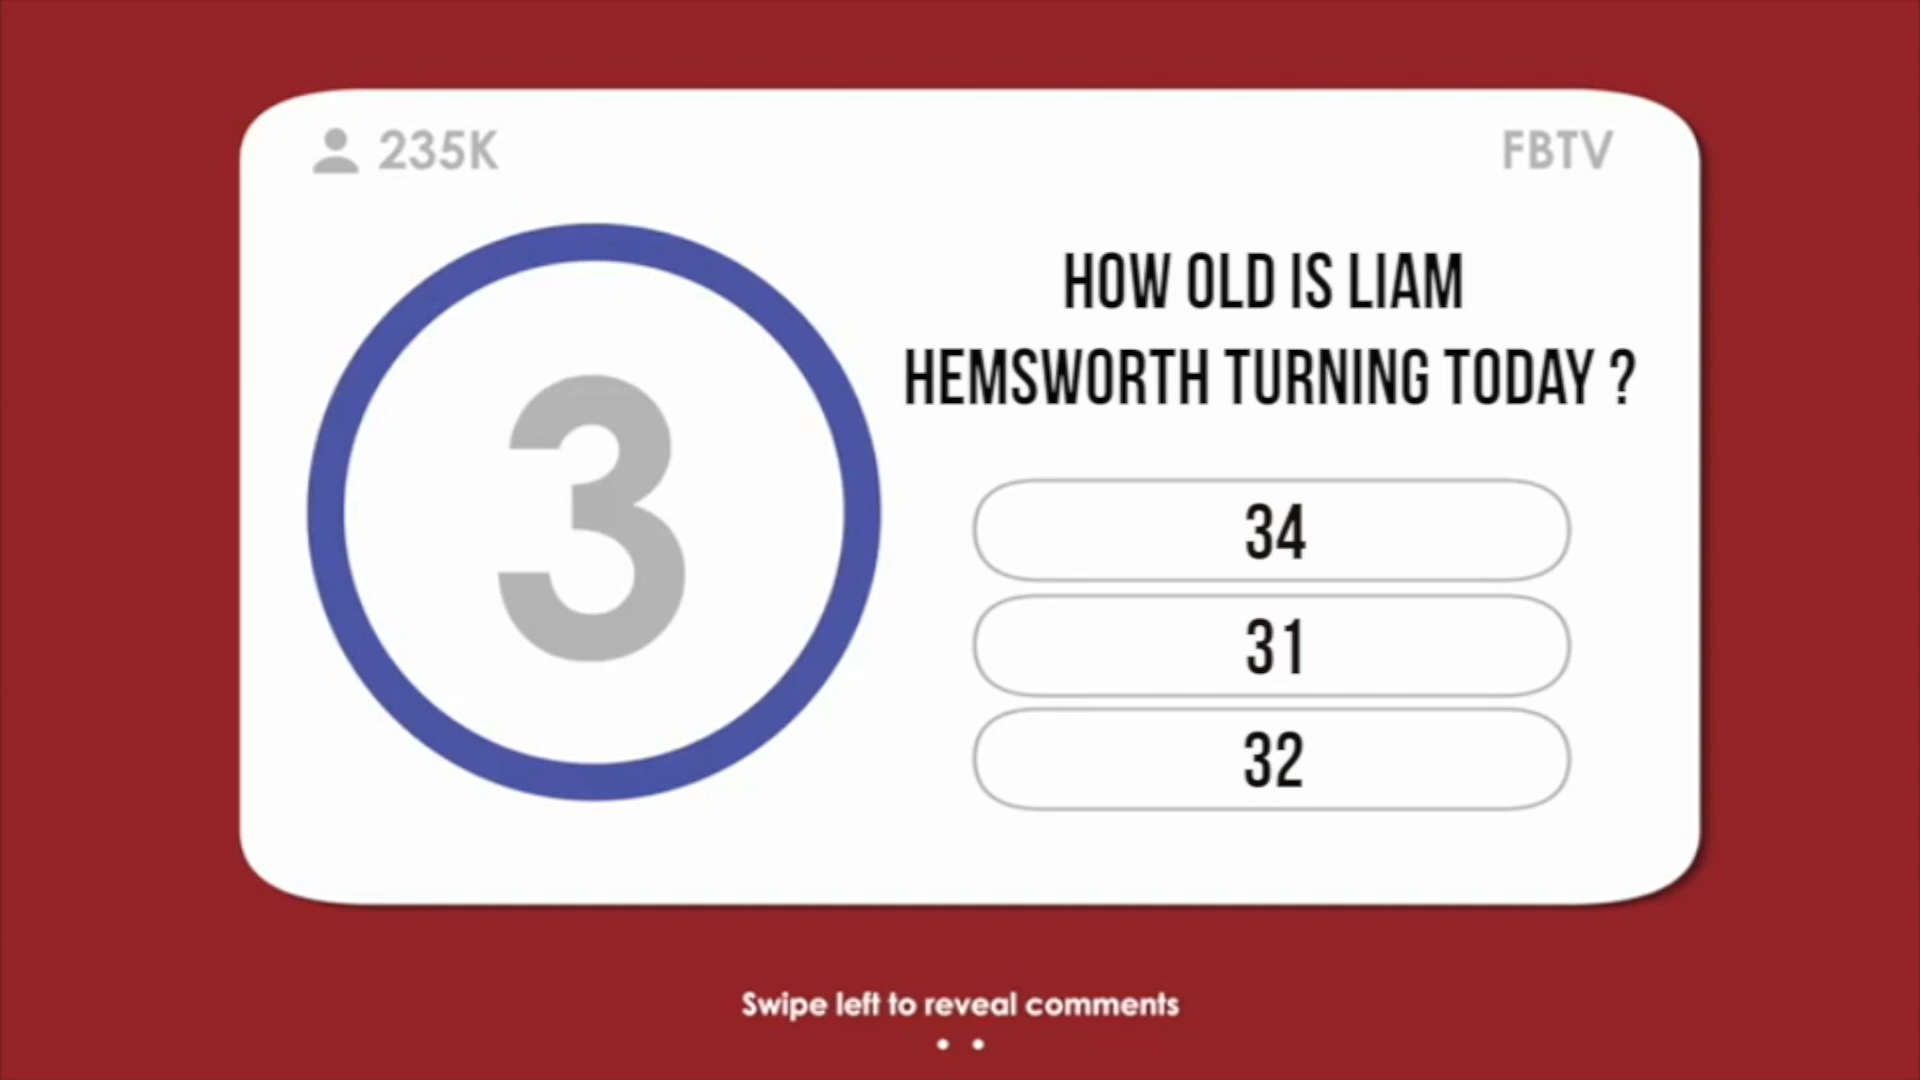 235K
FBTV
3
HOW OLD IS LIAM
HEMSWORTH TURNING TODAY ?
34
31
32
Swipe left to reveal comments